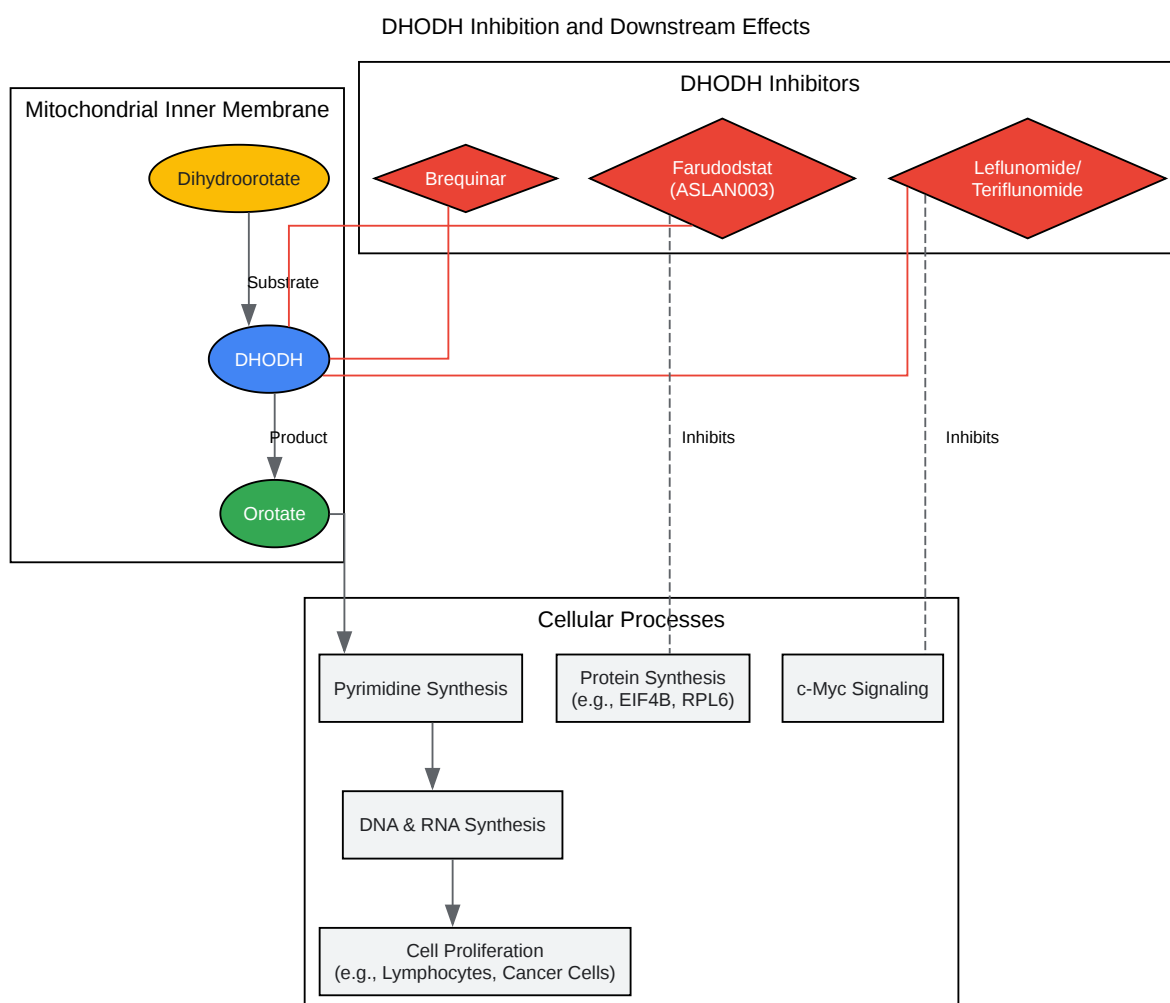 DHODH Inhibition and Downstream Effects
DHODH Inhibitors
Mitochondrial Inner Membrane
Dihydroorotate
Brequinar
Farudodstat
(ASLAN003)
Leflunomide/
Teriflunomide
Substrate
DHODH
Product
Inhibits
Inhibits
Orotate
Cellular Processes
Pyrimidine Synthesis
Protein Synthesis
(e.g., EIF4B, RPL6)
c-Myc Signaling
DNA & RNA Synthesis
Cell Proliferation
(e.g., Lymphocytes, Cancer Cells)